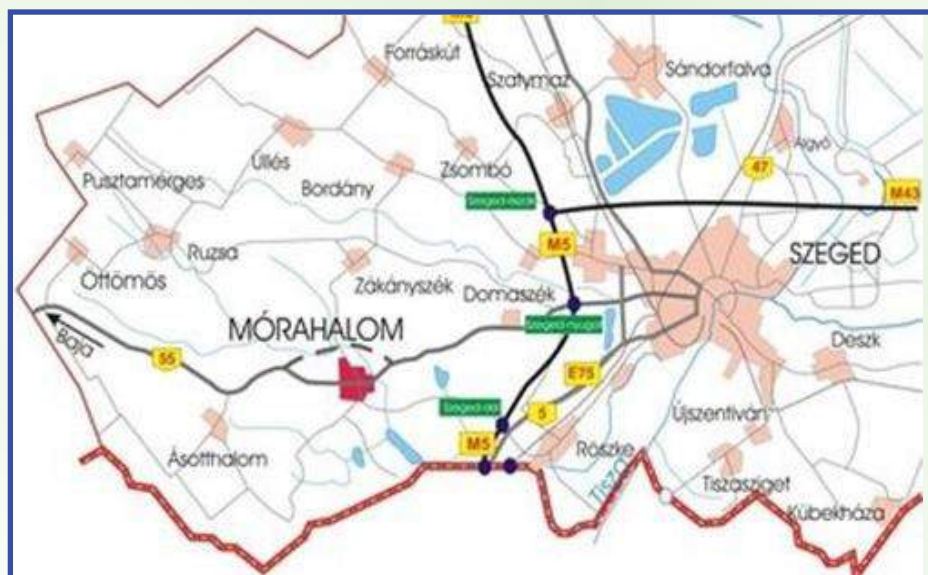 Forráskút
Szatymaz
Sándorfalva
Algyő
47
M43
Pusztamérges
Üllés
Bordány
Zsombó
Szeged-észak
M5
SZEGED
Öttömös
Ruzsa
Zákányszék
Domaszék
Szeged-nyugat
MÓRAHALOM
Baja
55
Deszk
E75
5
Szeged-dél
M5
Ásotthalom
Röszke
Újszentiván
Tisza
Tiszasziget
Kübekháza